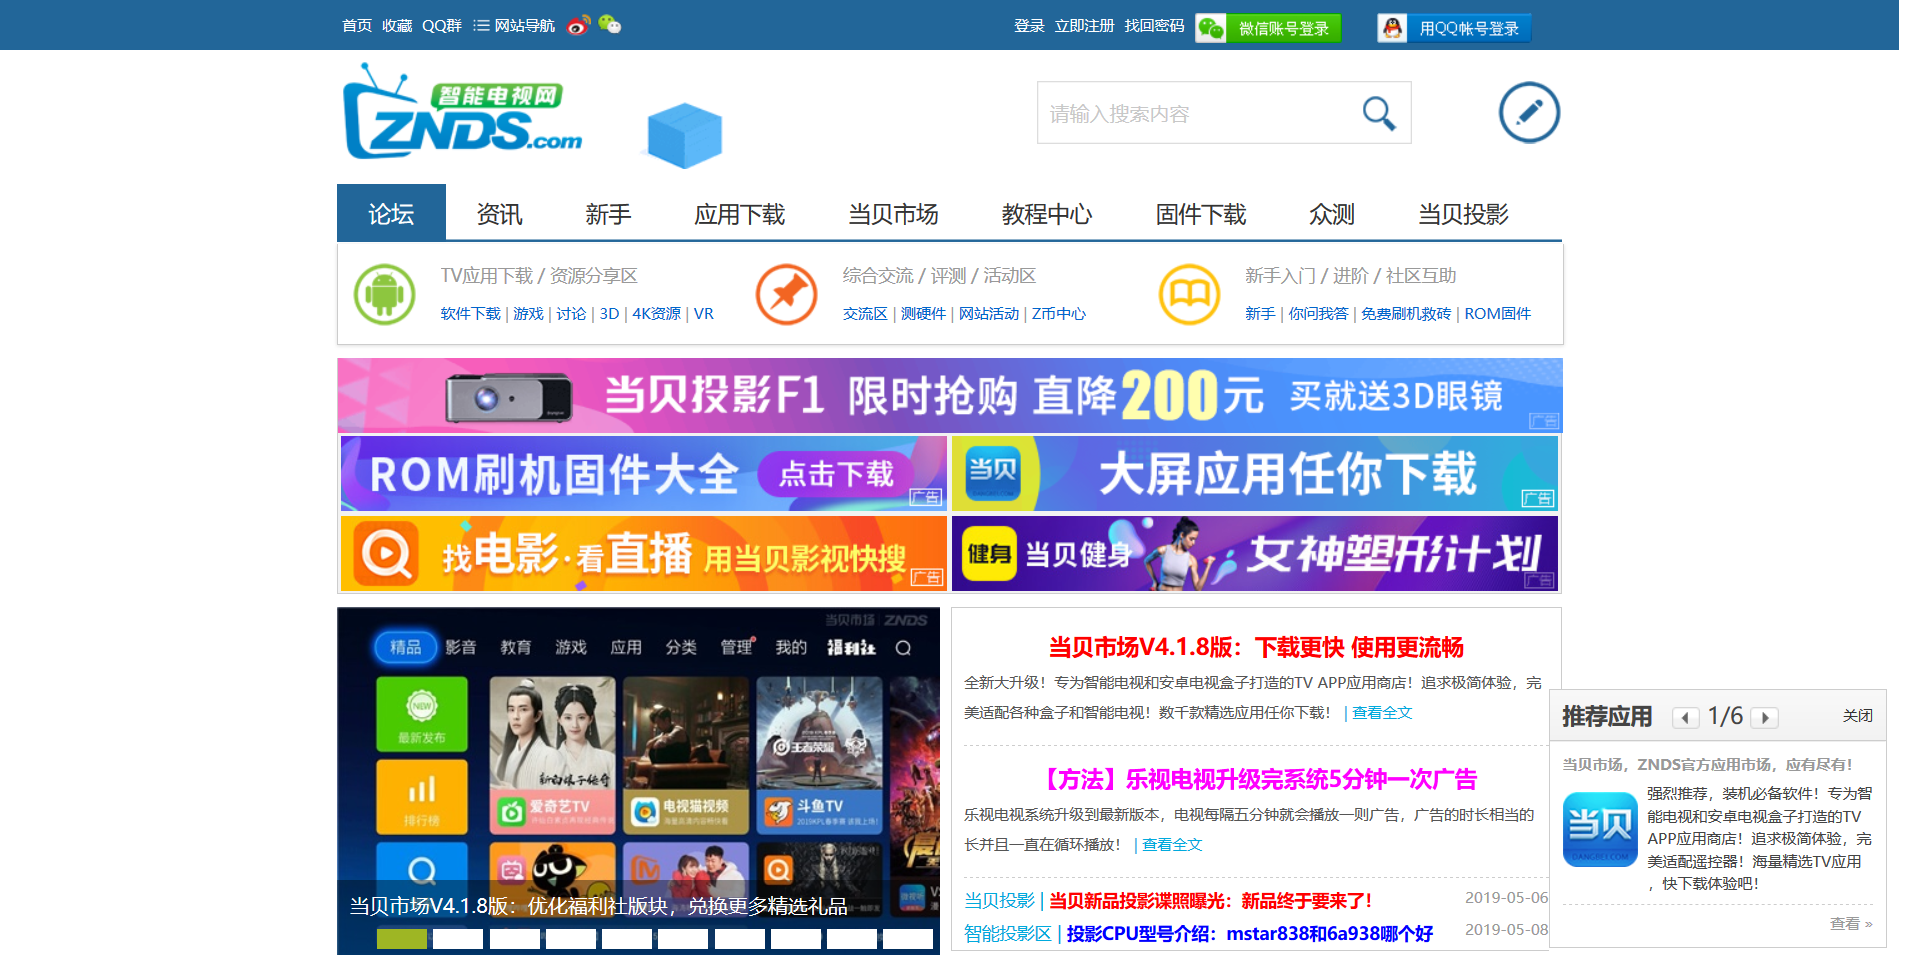 首页 收藏 QQ群 网站导航 登录 立即注册 找回密码 微信账号登录 用QQ帐号登录
智能电视网
ZNDS.com
请输入搜索内容
论坛 资讯 新手 应用下载 当贝市场 教程中心 固件下载 众测 当贝投影
TV应用下载 / 资源分享区
软件下载 | 游戏 | 讨论 | 3D | 4K资源 | VR
综合交流 / 评测 / 活动区
交流区 | 测硬件 | 网站活动 | Z币中心
新手入门 / 进阶 / 社区互助
新手 | 你问我答 | 免费刷机救砖 | ROM固件
当贝投影F1 限时抢购 直降200元 买就送3D眼镜
广告
ROM刷机固件大全 点击下载
广告
当贝
DANGBEI.COM
大屏应用任你下载
广告
找电影·看直播 用当贝影视快搜
广告
健身 当贝健身 女神塑形计划
广告
当贝市场 ZNDS
精品 影音 教育 游戏 应用 分类 管理 我的 福利社
NEW
最新发布
新白娘子传奇
王者荣耀
排行榜
爱奇艺TV
电视猫视频
斗鱼TV
当贝市场V4.1.8版：优化福利社版块，兑换更多精选礼品
当贝市场V4.1.8版：下载更快 使用更流畅
全新大升级！专为智能电视和安卓电视盒子打造的TV APP应用商店！追求极简体验，完
美适配各种盒子和智能电视！数千款精选应用任你下载！ | 查看全文
【方法】乐视电视升级完系统5分钟一次广告
乐视电视系统升级到最新版本，电视每隔五分钟就会播放一则广告，广告的时长相当的
长并且一直在循环播放！ | 查看全文
当贝投影 | 当贝新品投影谍照曝光：新品终于要来了！ 2019-05-06
智能投影区 | 投影CPU型号介绍：mstar838和6a938哪个好 2019-05-08
推荐应用 1/6 关闭
当贝市场，ZNDS官方应用市场，应有尽有！
当贝
DANGBEI.COM
强烈推荐，装机必备软件！专为智
能电视和安卓电视盒子打造的TV
APP应用商店！追求极简体验，完
美适配遥控器！海量精选TV应用
，快下载体验吧！
查看 »